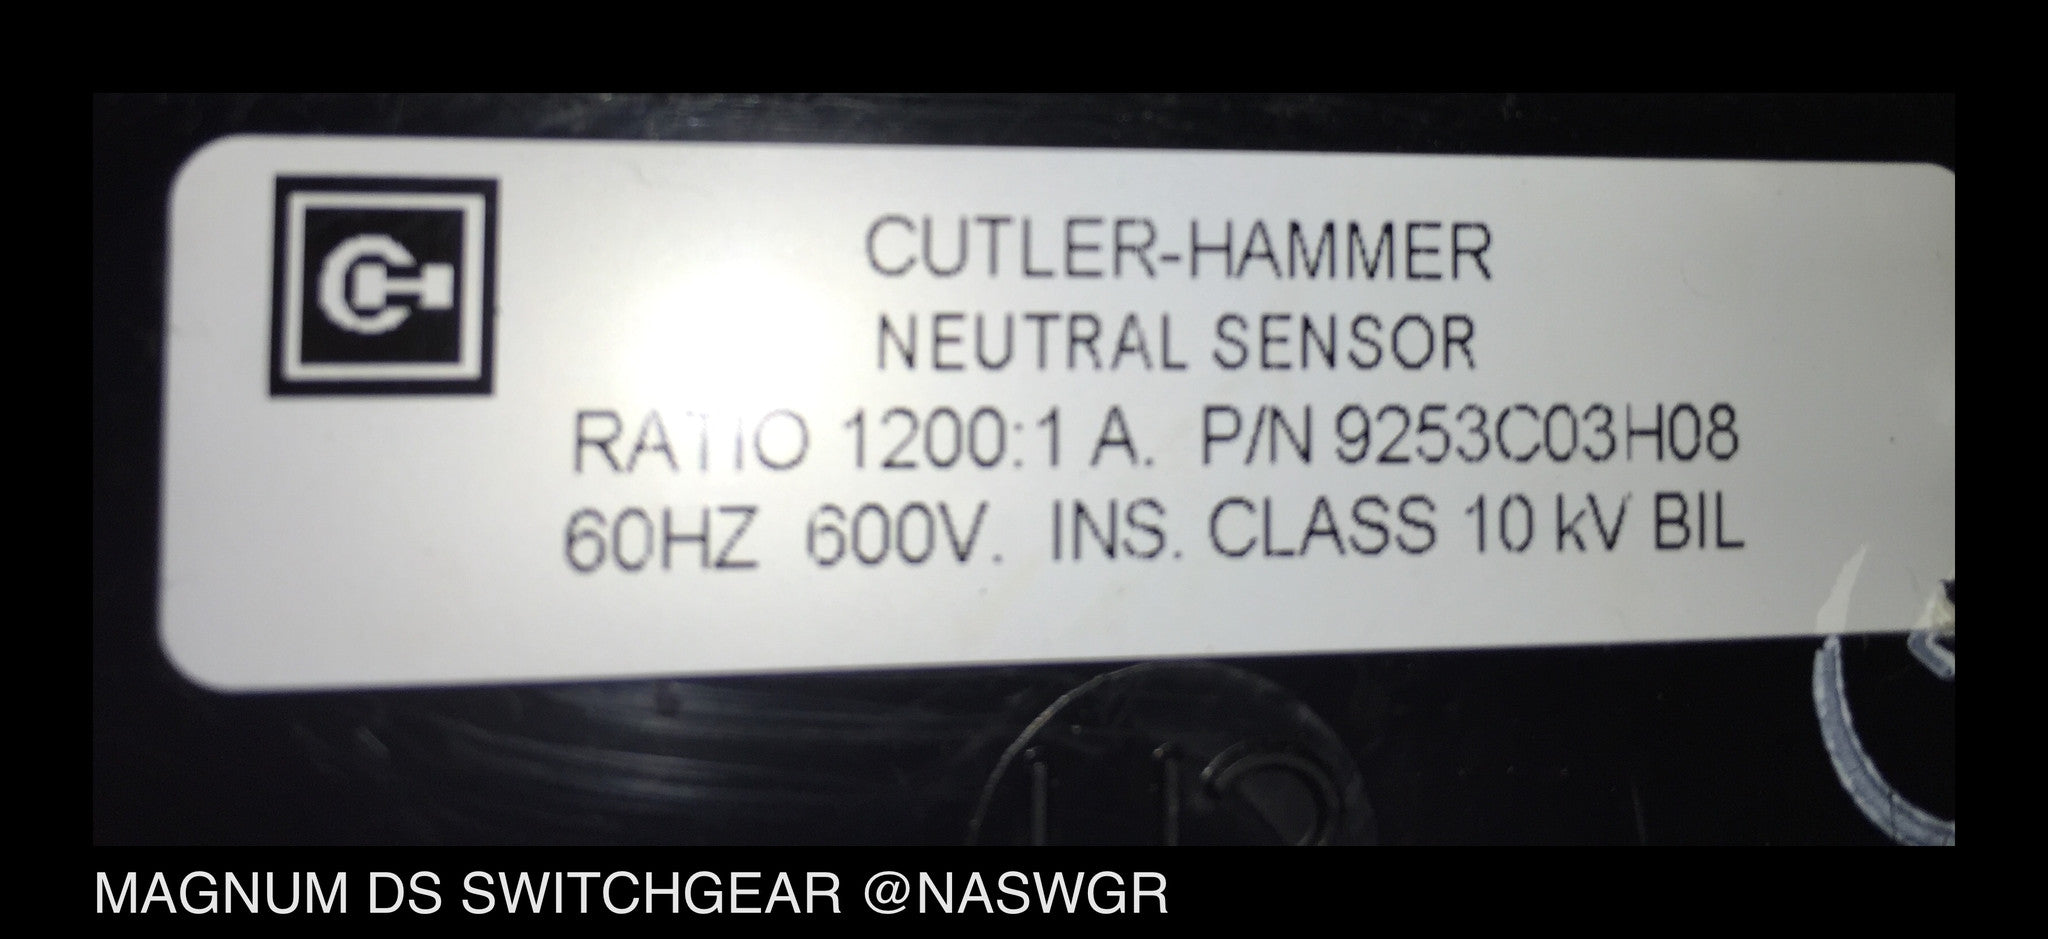 CUTLER-HAMMER
NEUTRAL SENSOR
RATIO 1200:1 A. P/N 9253C03H08
60HZ 600V. INS. CLASS 10 kV BIL
MAGNUM DS SWITCHGEAR @NASWGR